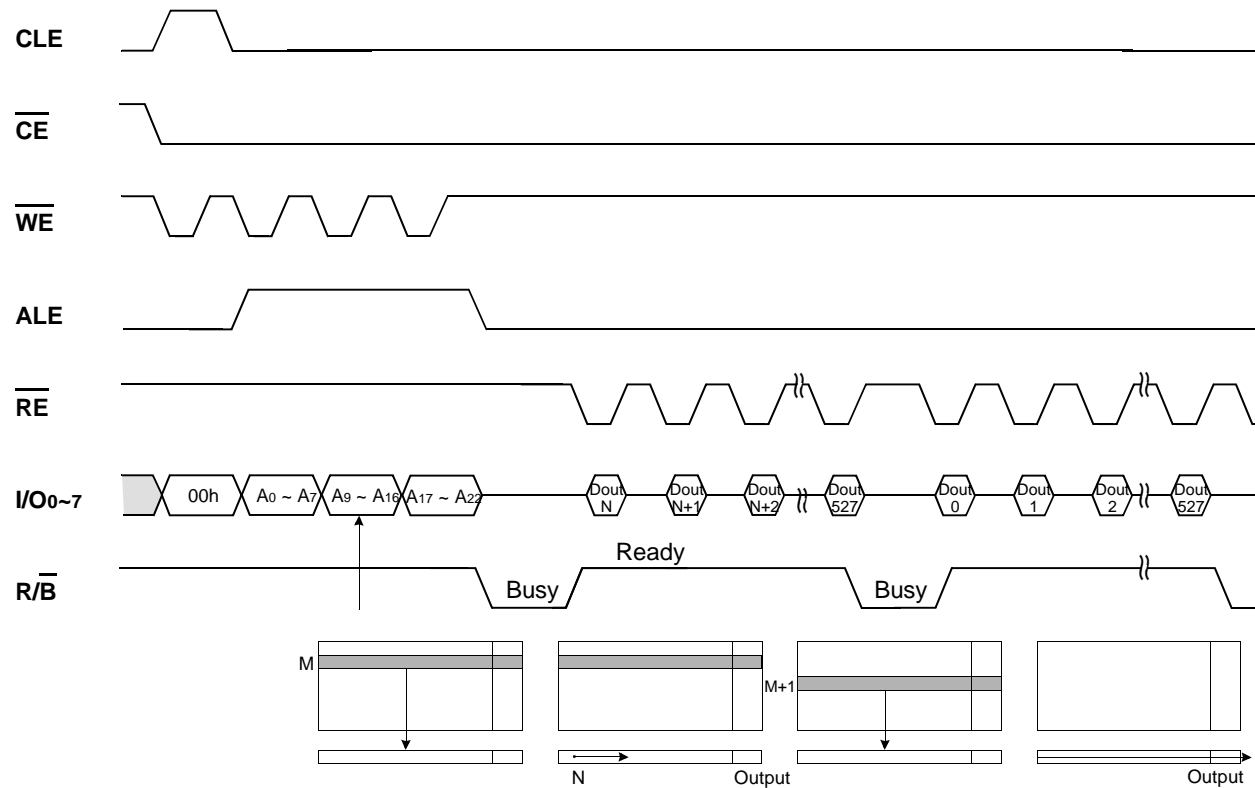 CLE
CE
WE
ALE
RE
I/O0~7
00h
A0 ~ A7
A9 ~ A16
A17 ~ A22
Dout N
Dout N+1
Dout N+2
Dout 527
Dout 0
Dout 1
Dout 2
Dout 527
R/B
Busy
Ready
Busy
M
M+1
N
Output
Output